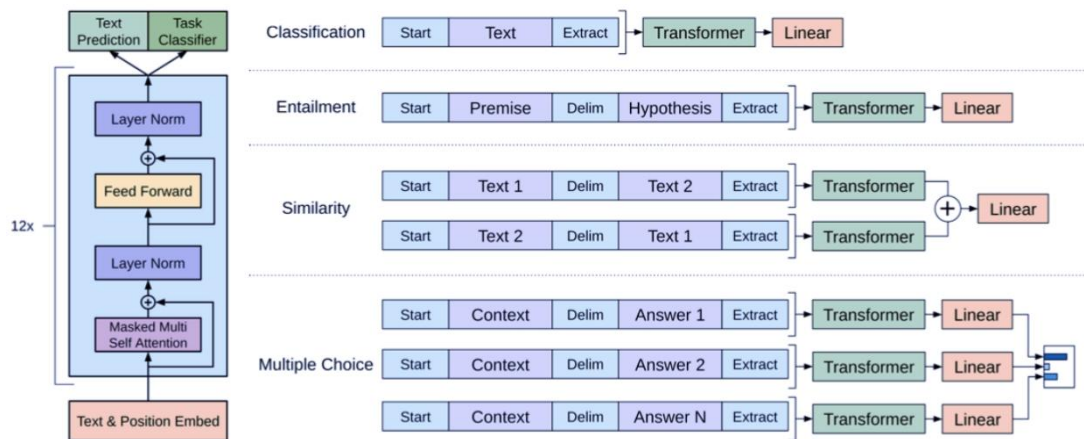 Text
Prediction
Task
Classifier
12x
Layer Norm
Feed Forward
Layer Norm
Masked Multi
Self Attention
Text & Position Embed
Classification
Start Text Extract Transformer Linear
Entailment
Start Premise Delim Hypothesis Extract Transformer Linear
Similarity
Start Text 1 Delim Text 2 Extract Transformer
Linear
Start Text 2 Delim Text 1 Extract Transformer
Multiple Choice
Start Context Delim Answer 1 Extract Transformer Linear
Start Context Delim Answer 2 Extract Transformer Linear
Start Context Delim Answer N Extract Transformer Linear